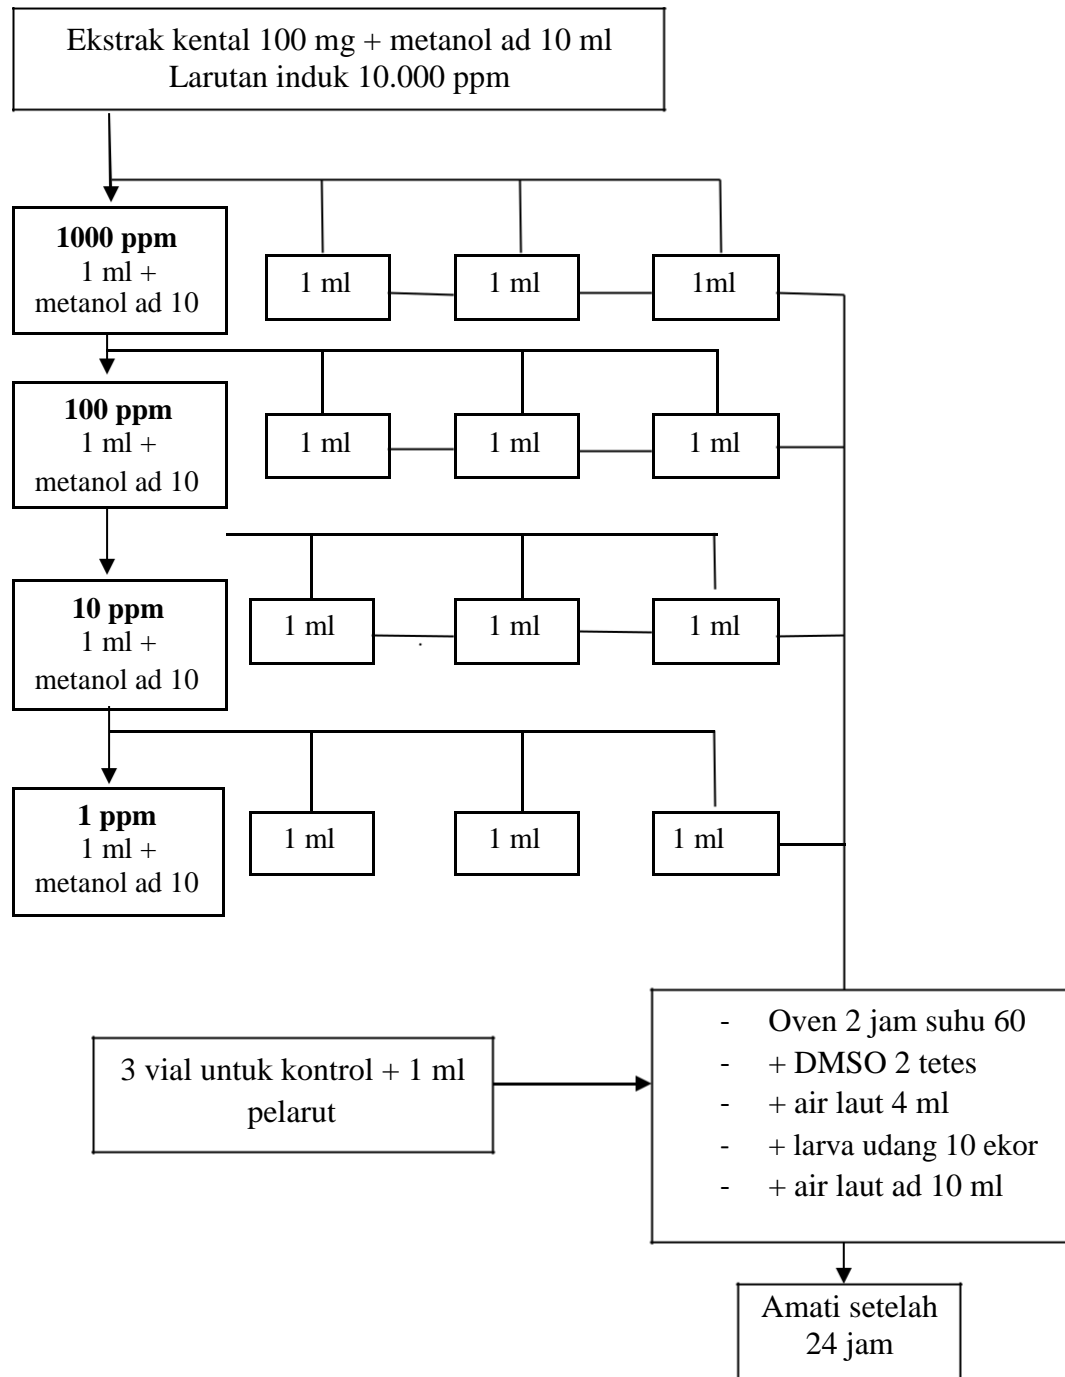 Ekstrak kental 100 mg + metanol ad 10 ml
Larutan induk 10.000 ppm
1000 ppm
1 ml +
metanol ad 10
1 ml
1 ml
1ml
100 ppm
1 ml +
metanol ad 10
1 ml
1 ml
1 ml
10 ppm
1 ml +
metanol ad 10
1 ml
1 ml
1 ml
1 ppm
1 ml +
metanol ad 10
1 ml
1 ml
1 ml
3 vial untuk kontrol + 1 ml
pelarut
- Oven 2 jam suhu 60
- + DMSO 2 tetes
- + air laut 4 ml
- + larva udang 10 ekor
- + air laut ad 10 ml
Amati setelah
24 jam